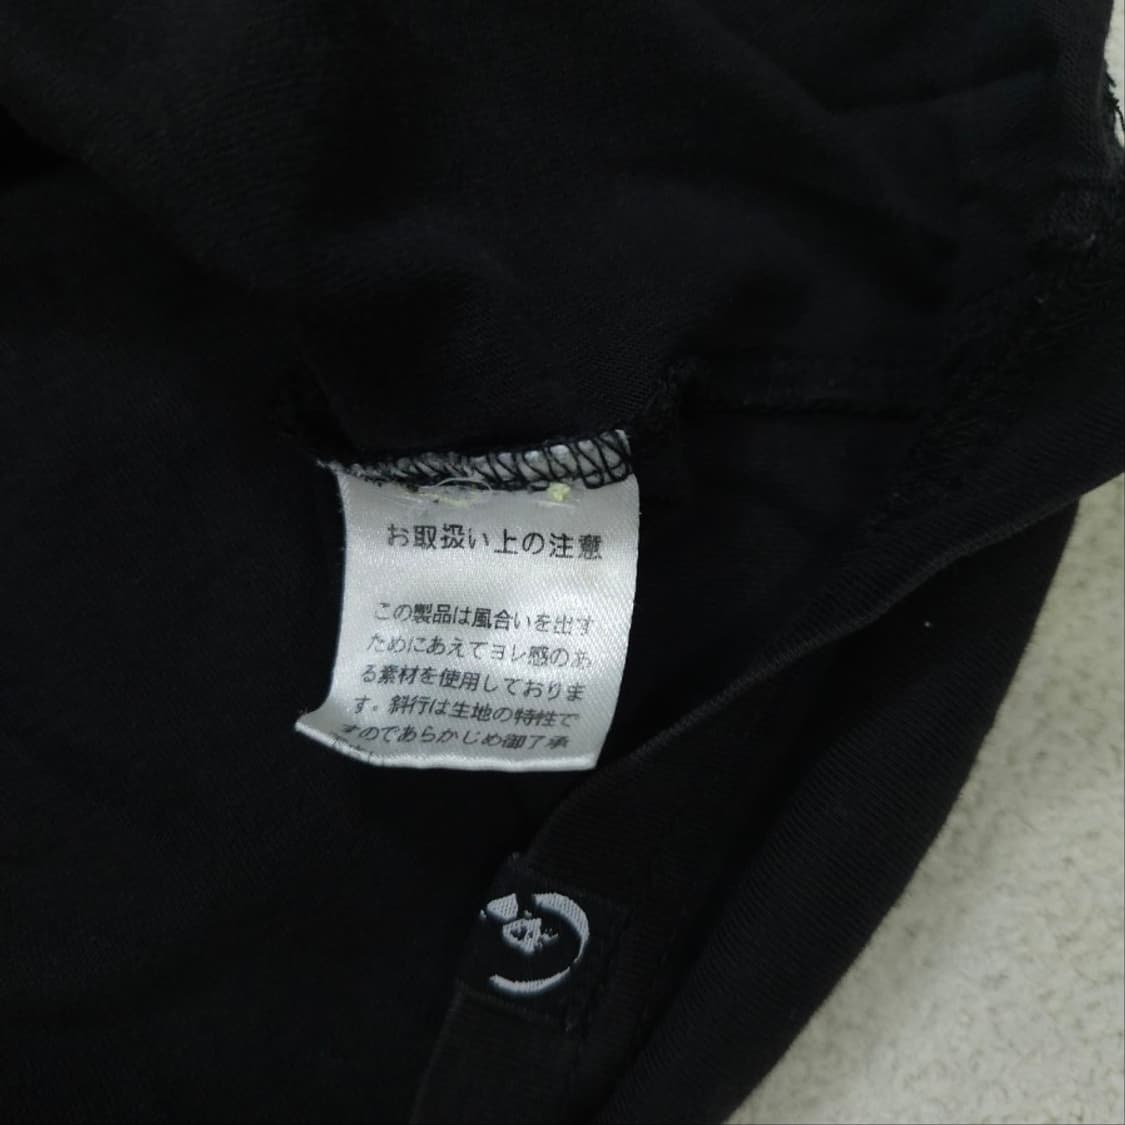 お取扱い上の注意
この製品は風合いを出す
ためにあえてヨレ感のあ
る素材を使用しておりま
す。斜行は生地の特性で
すのであらかじめ御了承